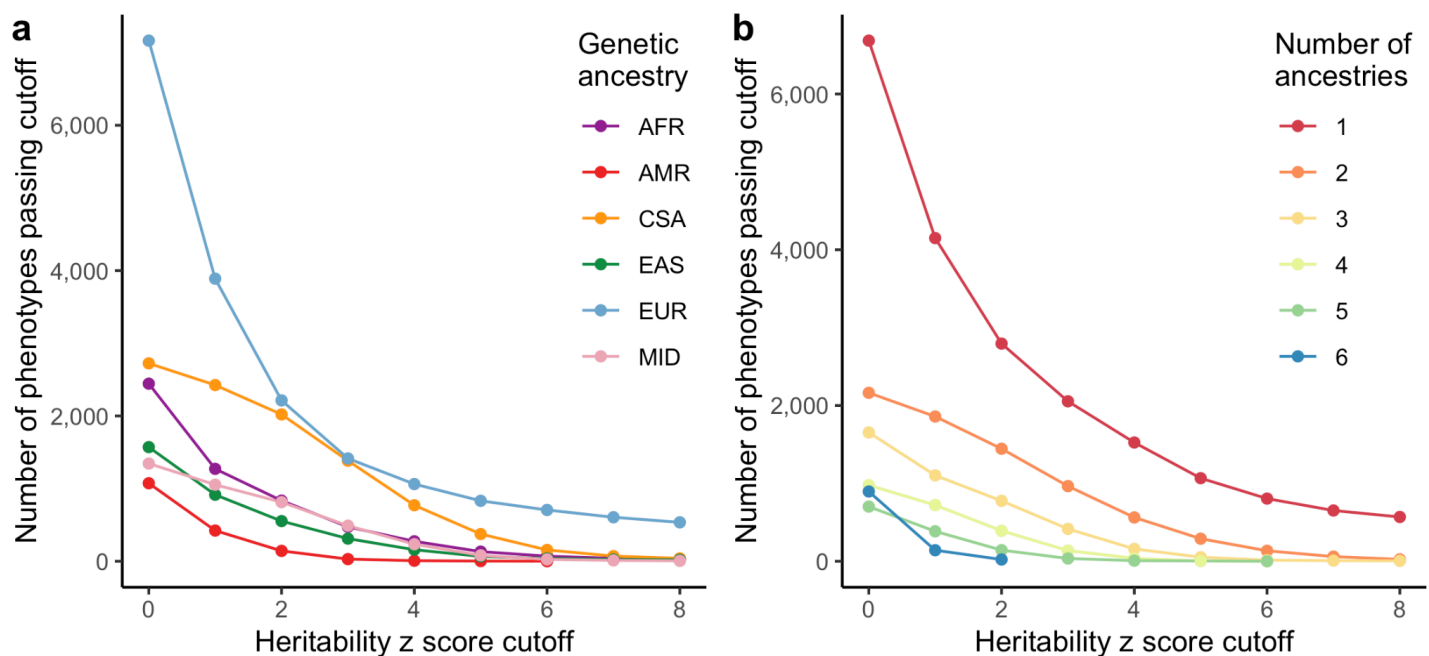 a
Number of phenotypes passing cutoff
6,000
4,000
2,000
0
0 2 4 6 8
Heritability z score cutoff
Genetic
ancestry
AFR
AMR
CSA
EAS
EUR
MID
b
Number of phenotypes passing cutoff
6,000
4,000
2,000
0
0 2 4 6 8
Heritability z score cutoff
Number of
ancestries
1
2
3
4
5
6